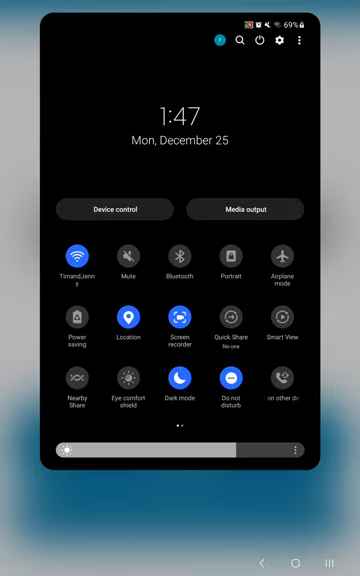 69%
r
1:47
Mon, December 25
Device control
Media output
TimandJenn
y
Mute
Bluetooth
Portrait
Airplane
mode
Power
saving
Location
Screen
recorder
Quick Share
No one
Smart View
Nearby
Share
Eye comfort
shield
Dark mode
Do not
disturb
on other de